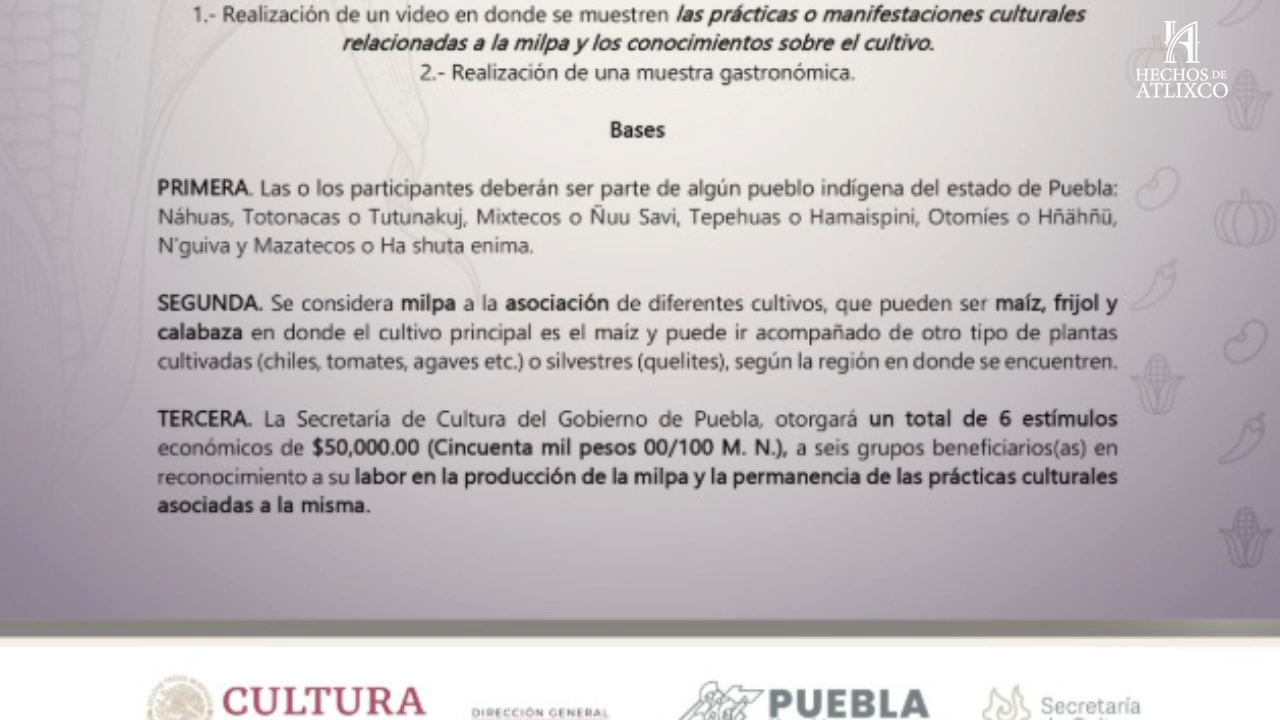 1.- Realización de un video en donde se muestren las prácticas o manifestaciones culturales
relacionadas a la milpa y los conocimientos sobre el cultivo.
2.- Realización de una muestra gastronómica.
HECHOS DE
ATLIXCO
Bases
PRIMERA. Las o los participantes deberán ser parte de algún pueblo indígena del estado de Puebla:
Náhuas, Totonacas o Tutunakuj, Mixtecos o Ñuu Savi, Tepehuas o Hamaispini, Otomíes o Hñähñü,
N'guiva y Mazatecos o Ha shuta enima.
SEGUNDA. Se considera milpa a la asociación de diferentes cultivos, que pueden ser maíz, frijol y
calabaza en donde el cultivo principal es el maíz y puede ir acompañado de otro tipo de plantas
cultivadas (chiles, tomates, agaves etc.) o silvestres (quelites), según la región en donde se encuentren.
TERCERA. La Secretaría de Cultura del Gobierno de Puebla, otorgará un total de 6 estímulos
económicos de $50,000.00 (Cincuenta mil pesos 00/100 M. N.), a seis grupos beneficiarios(as) en
reconocimiento a su labor en la producción de la milpa y la permanencia de las prácticas culturales
asociadas a la misma.
CULTURA
DIRECCIÓN GENERAL
PUEBLA
Secretaría